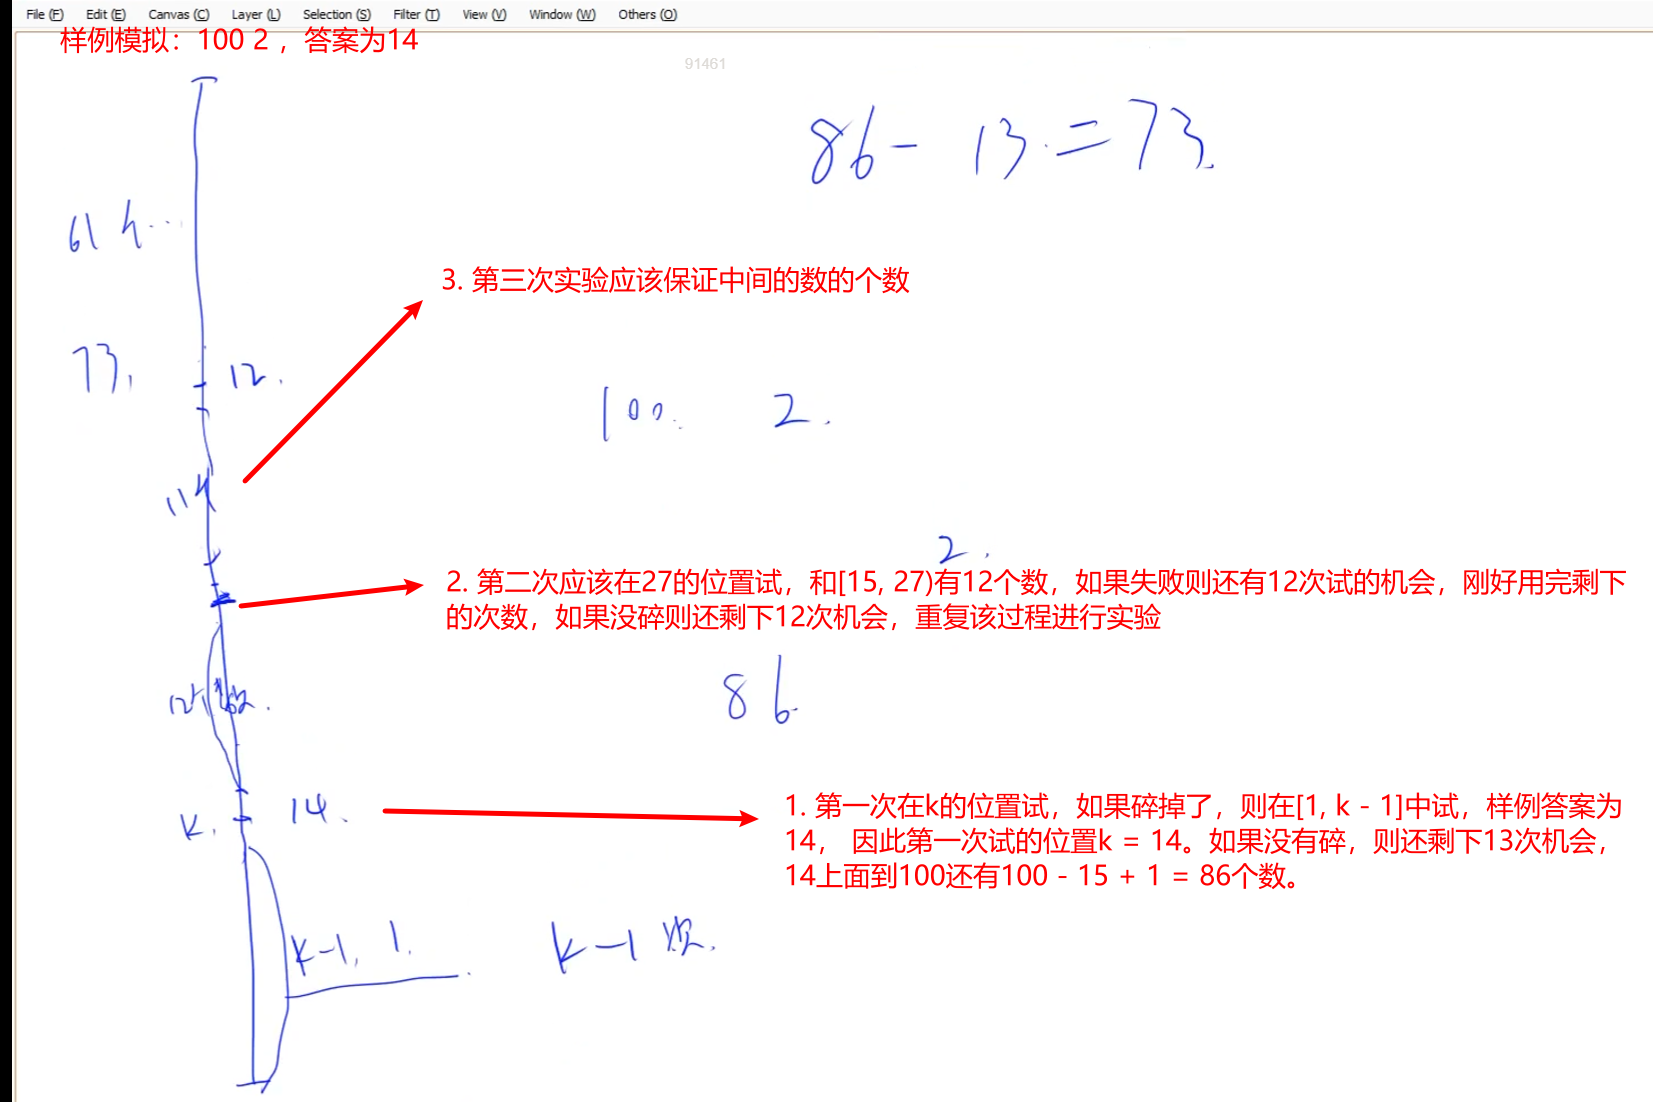 File (F) Edit (E) Canvas (C) Layer (L) Selection (S) Filter (T) View (V) Window (W) Others (O)
样例模拟：100 2 ，答案为14
91461
86 - 13 = 73
61个
3. 第三次实验应该保证中间的数的个数
73
12
100 2
11个
2
2. 第二次应该在27的位置试，和[15, 27)有12个数，如果失败则还有12次试的机会，刚好用完剩下
的次数，如果没碎则还剩下12次机会，重复该过程进行实验
86
12个
k 14
1. 第一次在k的位置试，如果碎掉了，则在[1, k - 1]中试，样例答案为
14， 因此第一次试的位置k = 14。如果没有碎，则还剩下13次机会，
14上面到100还有100 - 15 + 1 = 86个数。
k-1, 1 k-1次